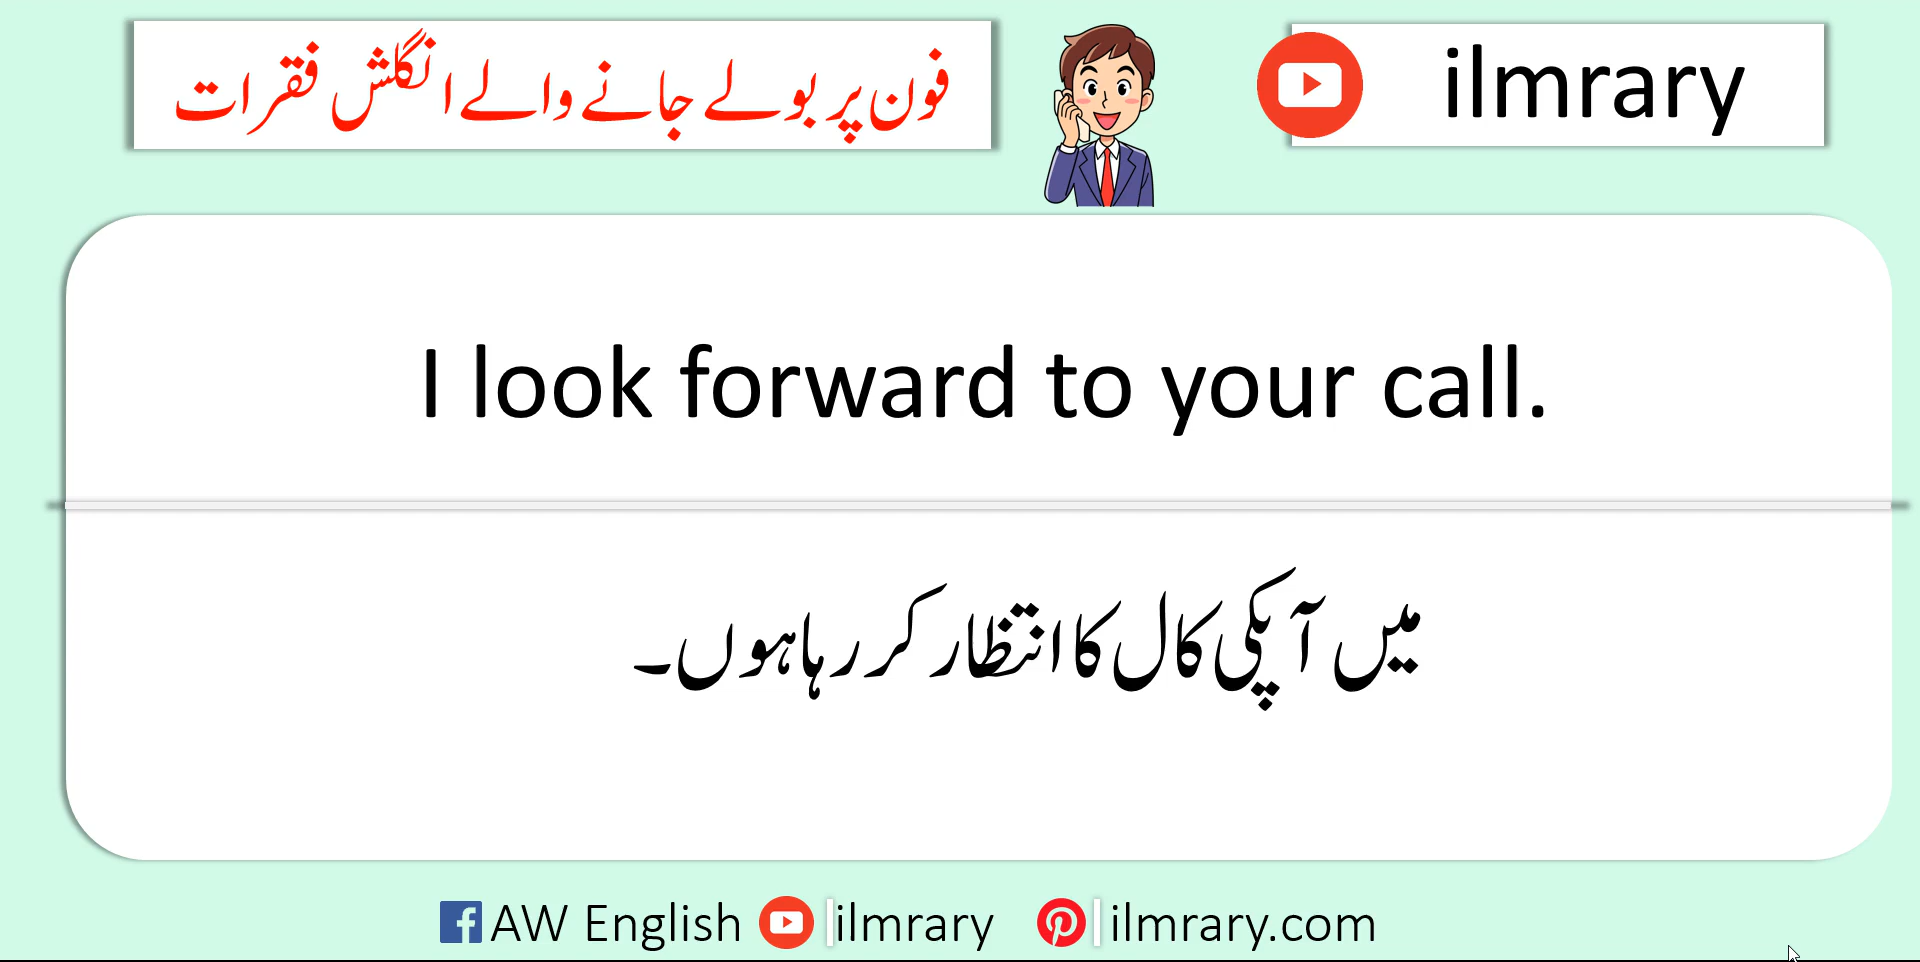 فون پر بولے جانے والے انگلش فقرات
ilmrary
I look forward to your call.
میں آپکی کال کا انتظار کر رہا ہوں۔
AW English ilmrary ilmrary.com